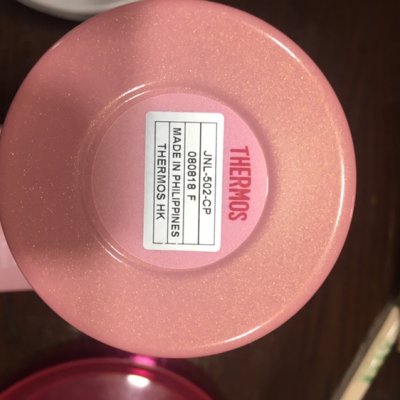 THERMOS
JNL-502-CP
080818 F
MADE IN PHILIPPINES
THERMOS HK